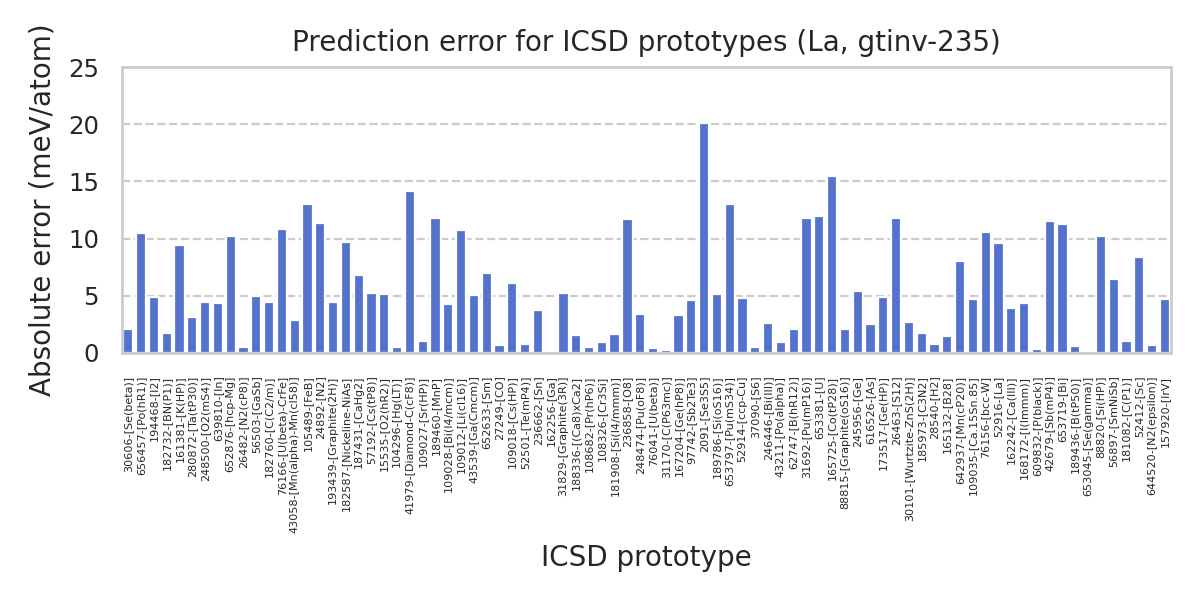 Prediction error for ICSD prototypes (La, gtinv-235)
Absolute error (meV/atom)
25
20
15
10
5
0
30606-[Se(beta)]
656457-[Po(hR1)]
194468-[I2]
182732-[BN(P1)]
161381-[K(HP)]
280872-[Ta(tP30)]
248500-[O2(mS4)]
639810-[In]
652876-[hcp-Mg]
26482-[N2(cP8)]
56503-[GaSb]
182760-[C(C2/m)]
76166-[U(beta)-CrFe]
43058-[Mn(alpha)-Mn(cI58)]
105489-[FeB]
24892-[N2]
193439-[Graphite(2H)]
182587-[Nickeline-NiAs]
187431-[CaHg2]
57192-[Cs(tP8)]
15535-[O2(hR2)]
104296-[Hg(LT)]
41979-[Diamond-C(cF8)]
109027-[Sr(HP)]
189460-[MnP]
109028-[Bi(I4/mcm)]
109012-[Li(cI16)]
43539-[Ga(Cmcm)]
652633-[Sm]
27249-[CO]
109018-[Cs(HP)]
52501-[Te(mP4)]
236662-[Sn]
162256-[Ga]
31829-[Graphite(3R)]
188336-[(Ca8)xCa2]
108682-[Pr(hP6)]
108326-[Cr3Si]
181908-[Si(I4/mmm)]
236858-[O8]
248474-[Pu(oF8)]
76041-[U(beta)]
31170-[C(P63mc)]
167204-[Ge(hP8)]
97742-[Sb2Te3]
2091-[Se3S5]
189786-[Si(oS16)]
653797-[Pu(mS34)]
52914-[ccp-Cu]
37090-[S6]
246446-[Bi(III)]
43211-[Po(alpha)]
62747-[B(hR12)]
31692-[Pu(mP16)]
653381-[U]
165725-[Co(tP28)]
88815-[Graphite(oS16)]
245956-[Ge]
616526-[As]
173517-[Ge(HP)]
26463-[S12]
30101-[Wurtzite-ZnS(2H)]
185973-[C3N2]
28540-[H2]
165132-[B28]
642937-[Mn(cP20)]
109035-[Ca.15Sn.85]
76156-[bcc-W]
52916-[La]
162242-[Ca(III)]
168172-[I(Immm)]
609832-[P(black)]
42679-[Sb(mP4)]
653719-[Bi]
189436-[B(tP50)]
653045-[Se(gamma)]
88820-[Si(HP)]
56897-[SmNiSb]
181082-[C(P1)]
52412-[Sc]
644520-[N2(epsilon)]
157920-[IrV]
ICSD prototype